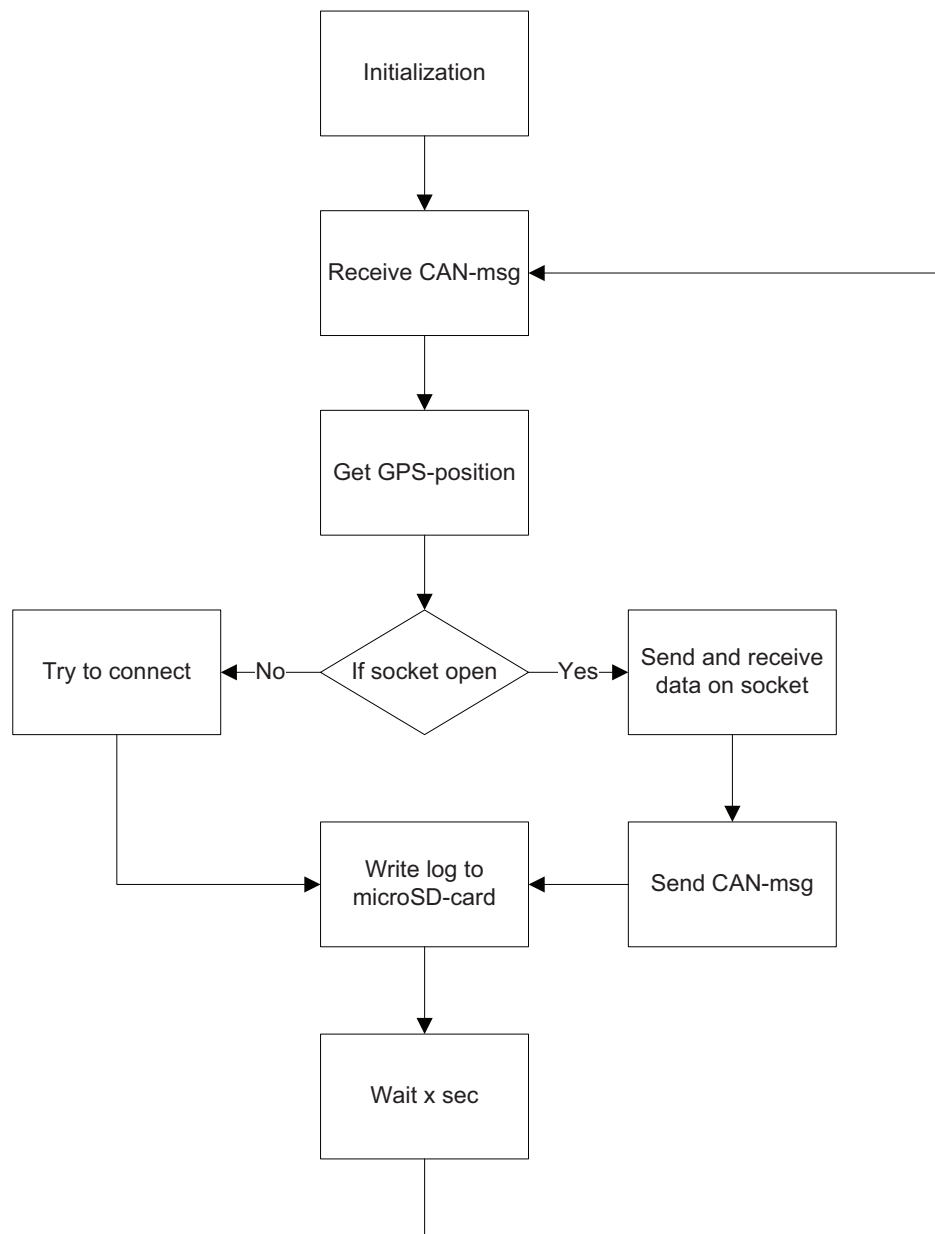 Initialization
Receive CAN-msg
Get GPS-position
Try to connect
No
If socket open
Yes
Send and receive
data on socket
Write log to
microSD-card
Send CAN-msg
Wait x sec